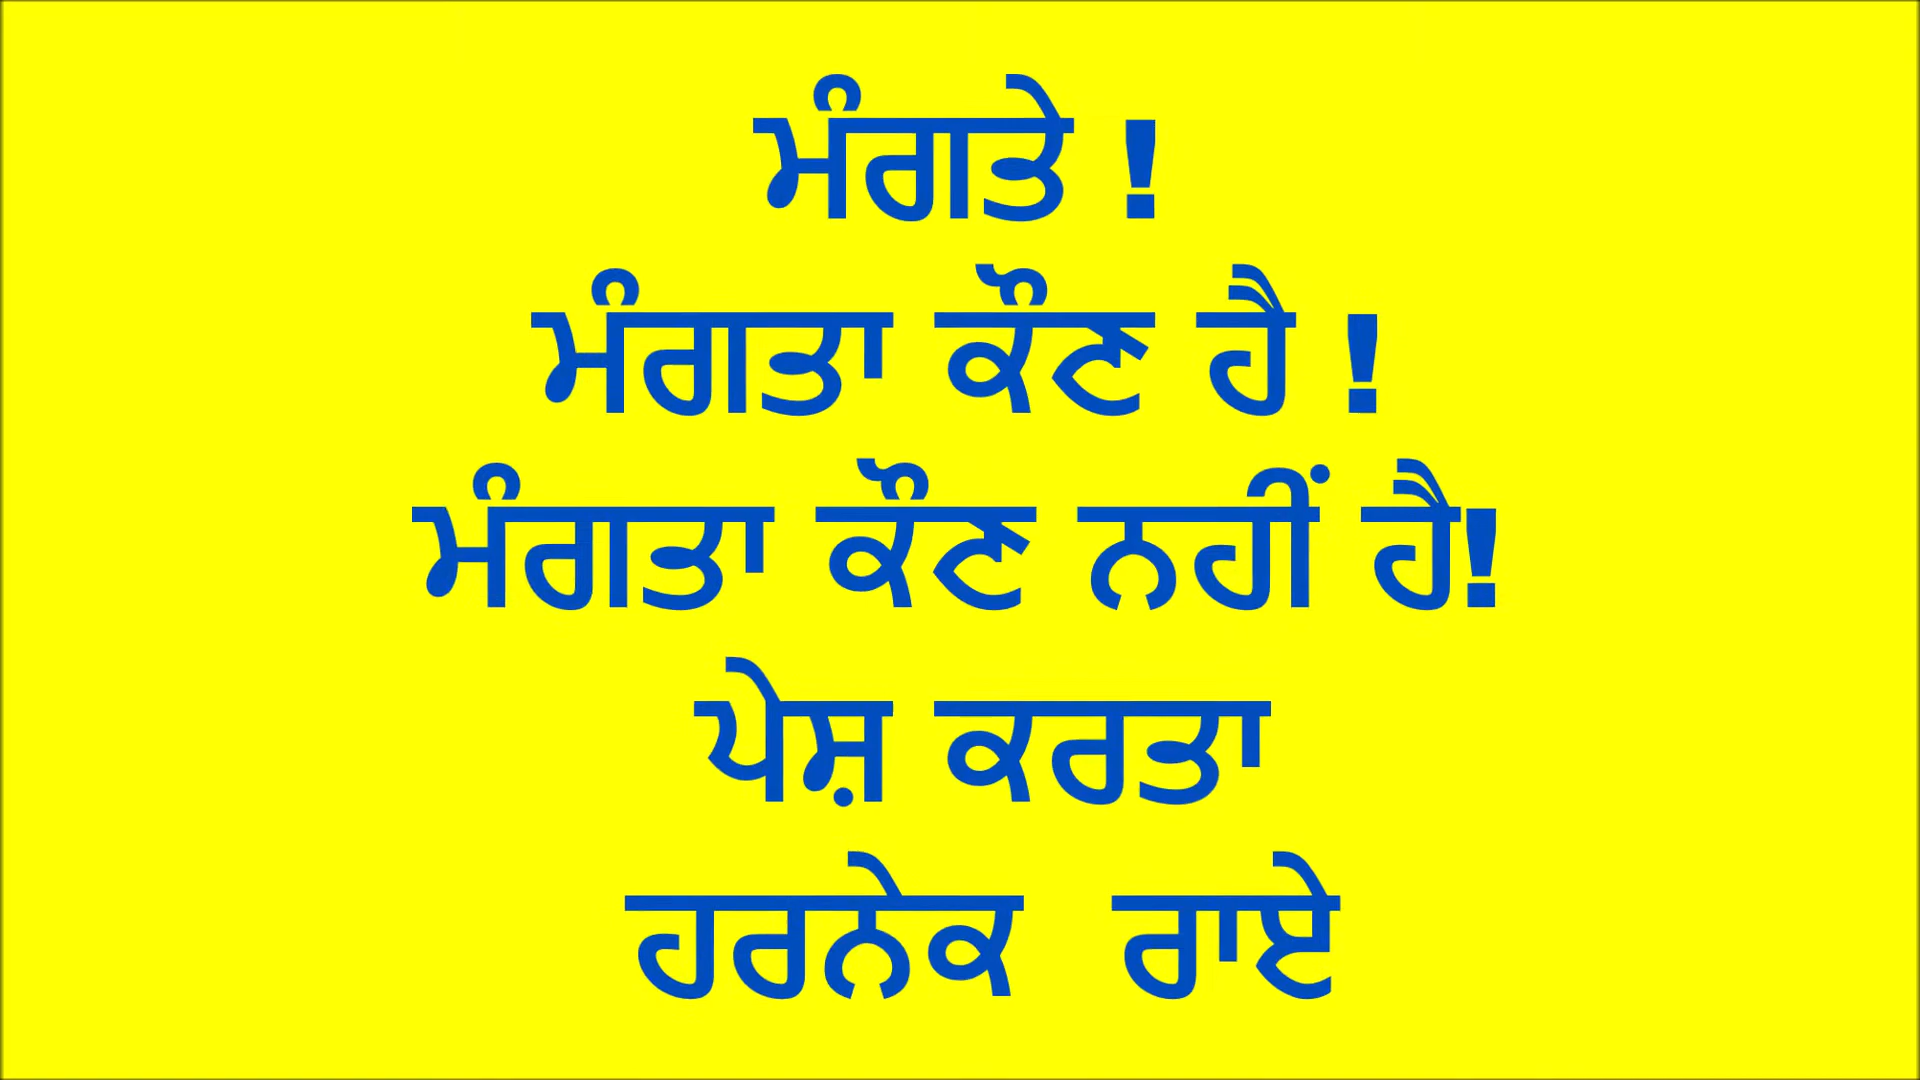 ਮੰਗਤੇ !
ਮੰਗਤਾ ਕੌਣ ਹੈ !
ਮੰਗਤਾ ਕੌਣ ਨਹੀਂ ਹੈ!
ਪੇਸ਼ ਕਰਤਾ
ਹਰਨੇਕ ਰਾਏ